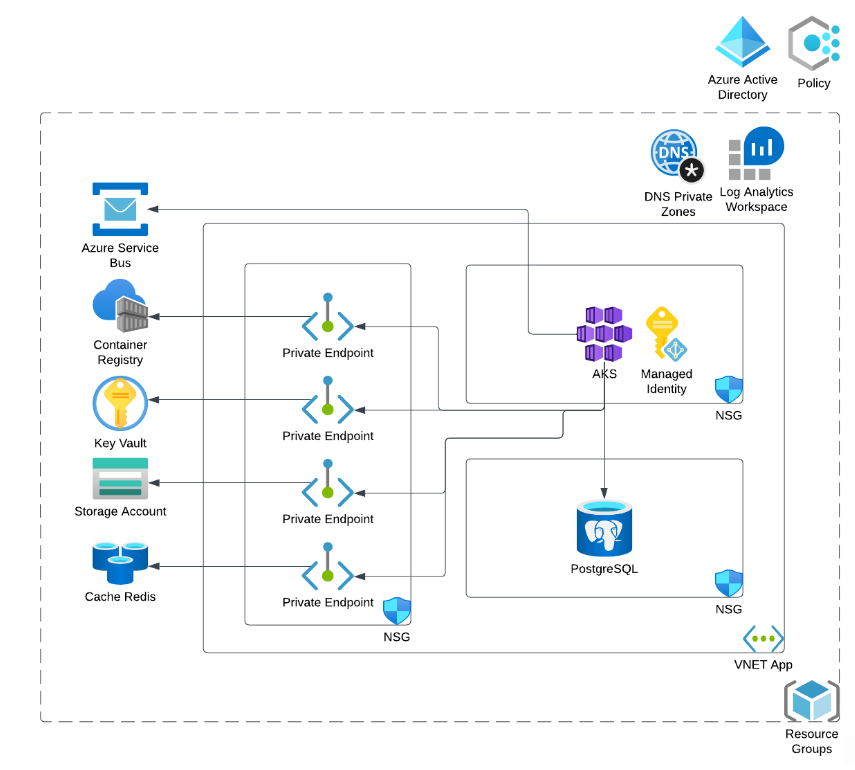 Azure Active
Directory
Policy
DNS
DNS Private
Zones
Log Analytics
Workspace
Azure Service
Bus
Container
Registry
Private Endpoint
AKS
Managed
Identity
NSG
Key Vault
Private Endpoint
Storage Account
Private Endpoint
PostgreSQL
Cache Redis
Private Endpoint
NSG
NSG
VNET App
Resource
Groups